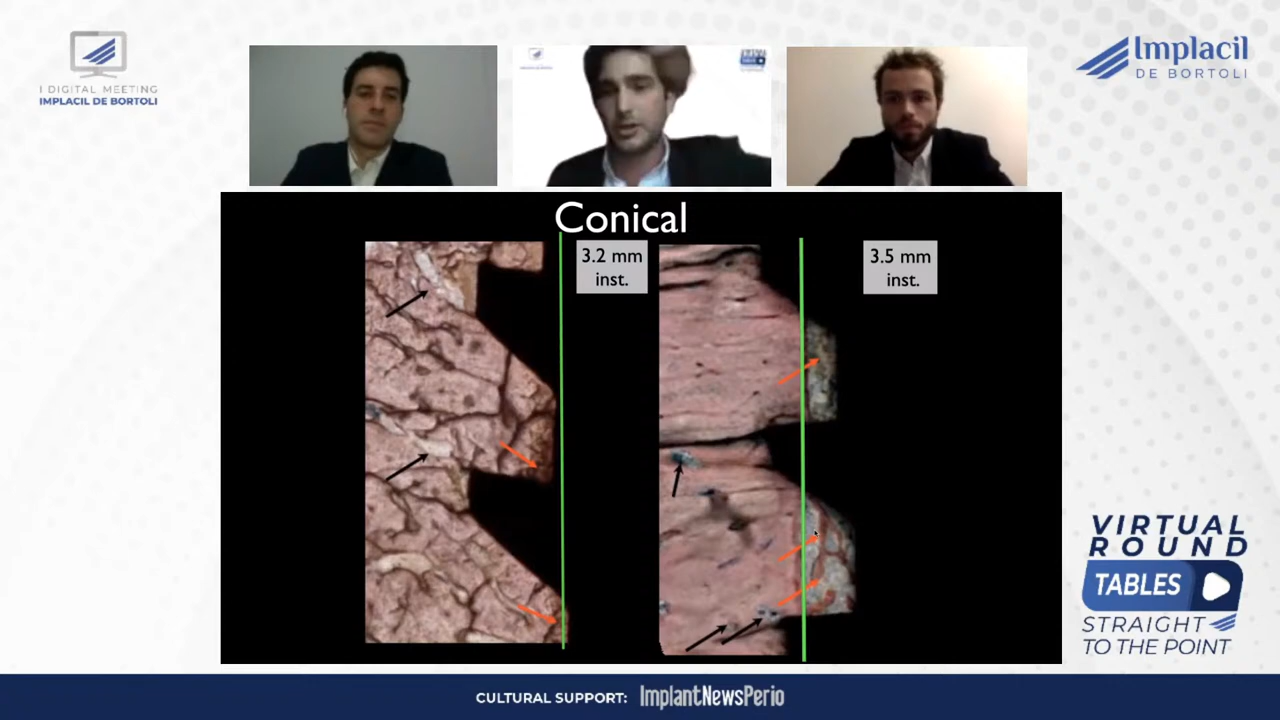 I DIGITAL MEETING
IMPLACIL DE BORTOLI
Implacil
DE BORTOLI
Conical
3.2 mm
inst.
3.5 mm
inst.
VIRTUAL
ROUND
TABLES
STRAIGHT
TO THE POINT
CULTURAL SUPPORT: ImplantNewsPerio